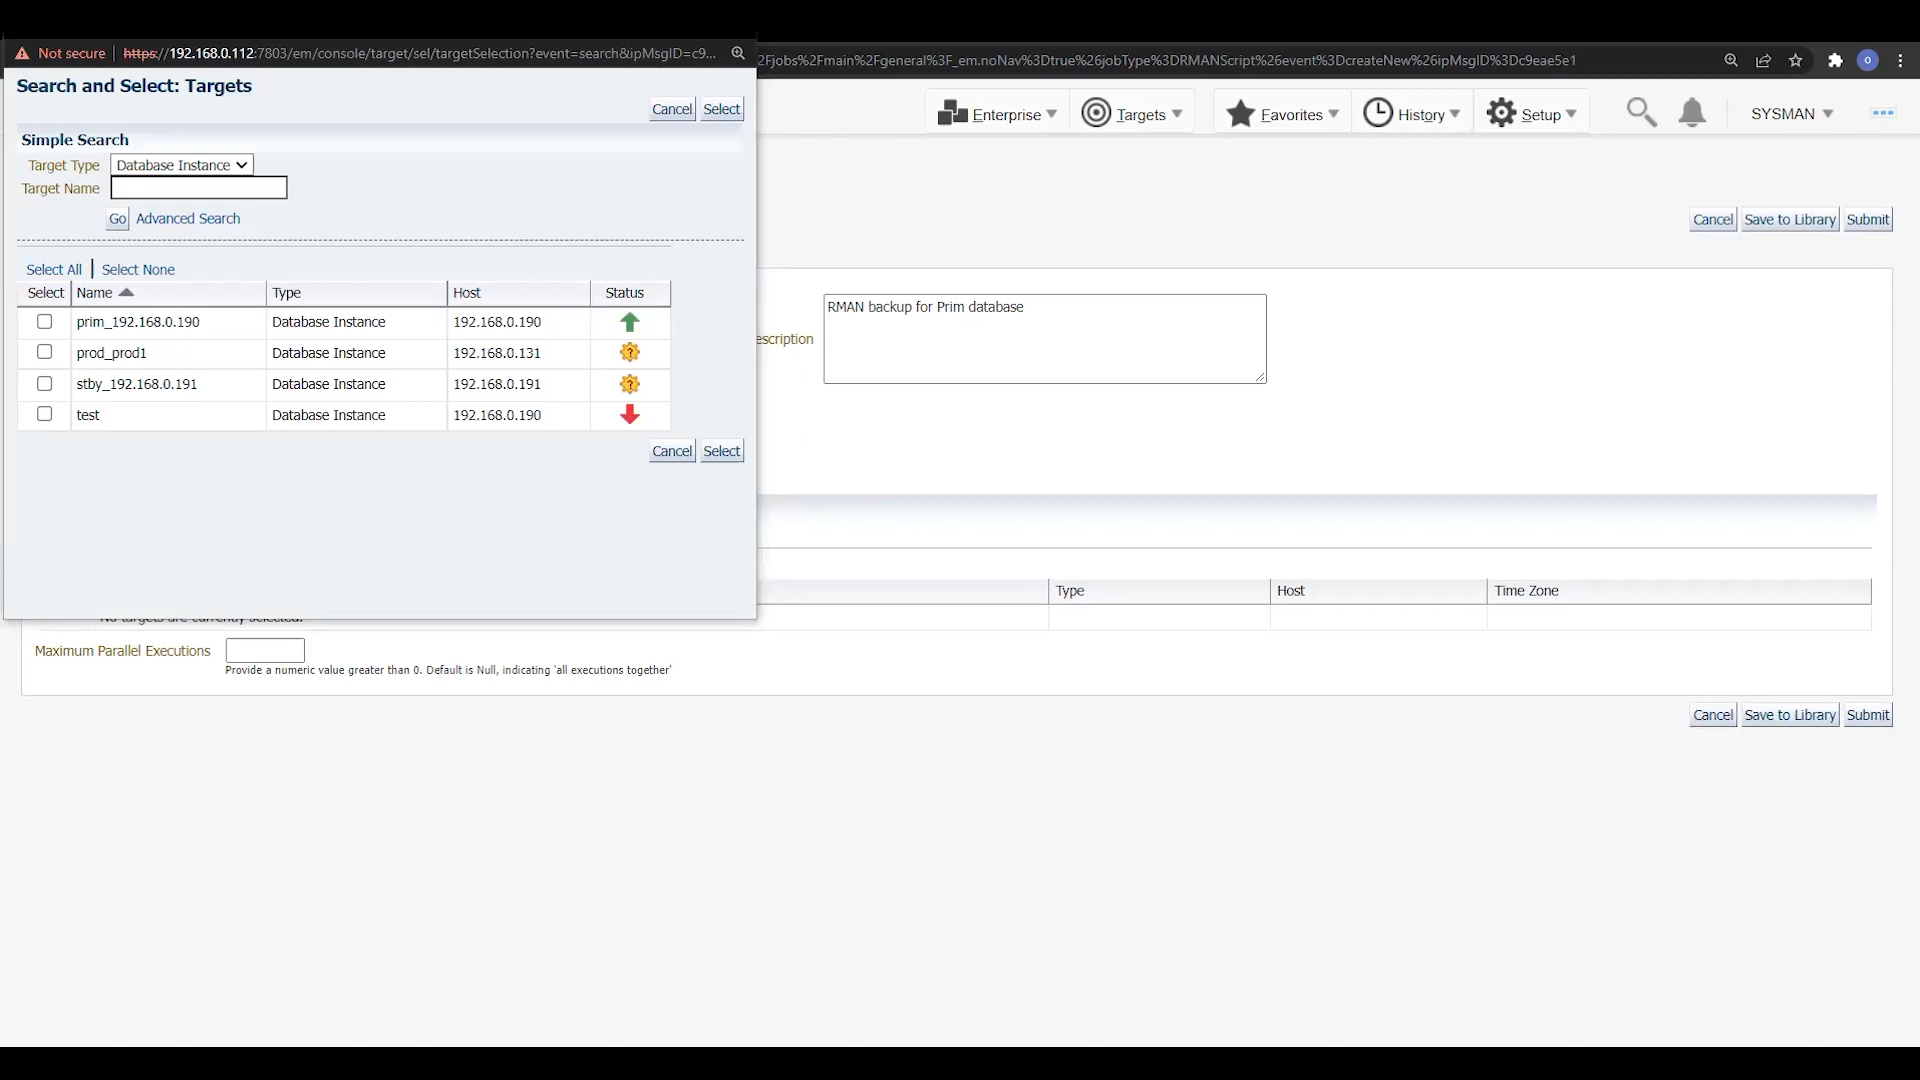 Not secure https://192.168.0.112:7803/em/console/target/sel/targetSelection?event=search&ipMsgID=c9...
2Fjobs%2Fmain%2Fgeneral%3F_em.noNav%3Dtrue%26jobType%3DRMANScript%26event%3DcreateNew%26ipMsgID%3Dc9eae5e1
O
Search and Select: Targets
Cancel Select
Enterprise Targets Favorites History Setup SYSMAN
Simple Search
Target Type Database Instance
Target Name
Go Advanced Search
Cancel Save to Library Submit
Select All Select None
Select Name Type Host Status
prim_192.168.0.190 Database Instance 192.168.0.190
prod_prod1 Database Instance 192.168.0.131
stby_192.168.0.191 Database Instance 192.168.0.191
test Database Instance 192.168.0.190
Cancel Select
escription RMAN backup for Prim database
Type Host Time Zone
No targets are currently selected.
Maximum Parallel Executions
Provide a numeric value greater than 0. Default is Null, indicating 'all executions together'
Cancel Save to Library Submit